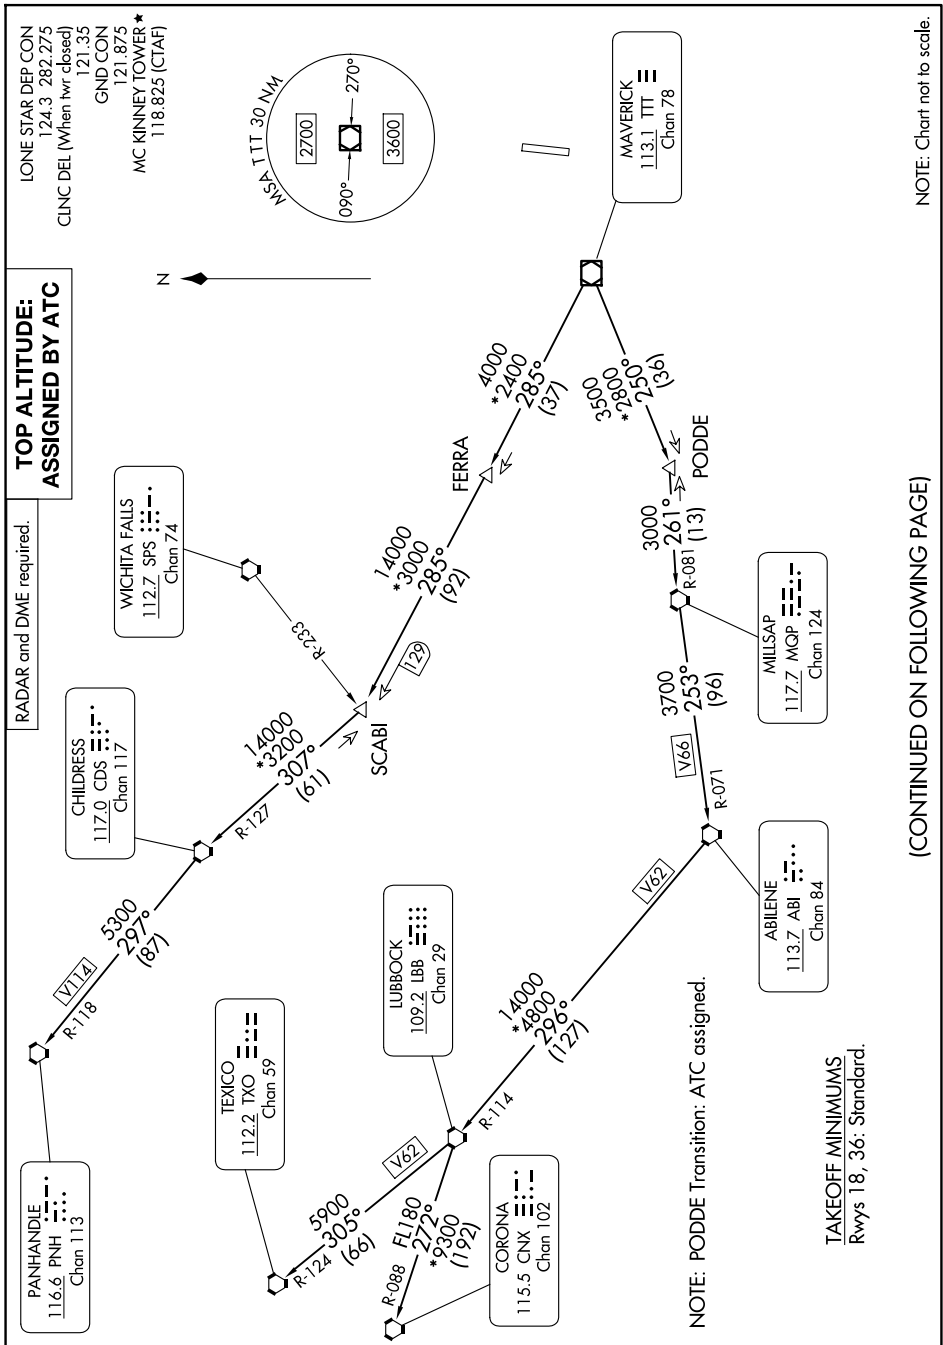 LONE STAR DEP CON
124.3 282.275
CLNC DEL (When twr closed)
121.35
GND CON
121.875
MC KINNEY TOWER ★
118.825 (CTAF)
TOP ALTITUDE:
ASSIGNED BY ATC
RADAR and DME required.
MSA TTT 30 NM
2700
3600
090°
270°
N
MAVERICK
113.1 TTT
Chan 78
NOTE: Chart not to scale.
4000
*2400
285°
(37)
FERRA
14000
*3000
285°
(92)
129
SCABI
WICHITA FALLS
112.7 SPS
Chan 74
R-233
14000
*3200
307°
(61)
R-127
CHILDRESS
117.0 CDS
Chan 117
5300
297°
(87)
V114
R-118
PANHANDLE
116.6 PNH
Chan 113
3500
*2800
250°
(36)
PODDE
3000
261°
(13)
R-081
MILLSAP
117.7 MQP
Chan 124
3700
253°
(96)
V66
R-071
ABILENE
113.7 ABI
Chan 84
V62
14000
*4800
296°
(127)
R-114
LUBBOCK
109.2 LBB
Chan 29
V62
5900
305°
(66)
R-124
TEXICO
112.2 TXO
Chan 59
FL180
272°
*9300
(192)
R-088
CORONA
115.5 CNX
Chan 102
NOTE: PODDE Transition: ATC assigned.
TAKEOFF MINIMUMS
Rwys 18, 36: Standard.
(CONTINUED ON FOLLOWING PAGE)